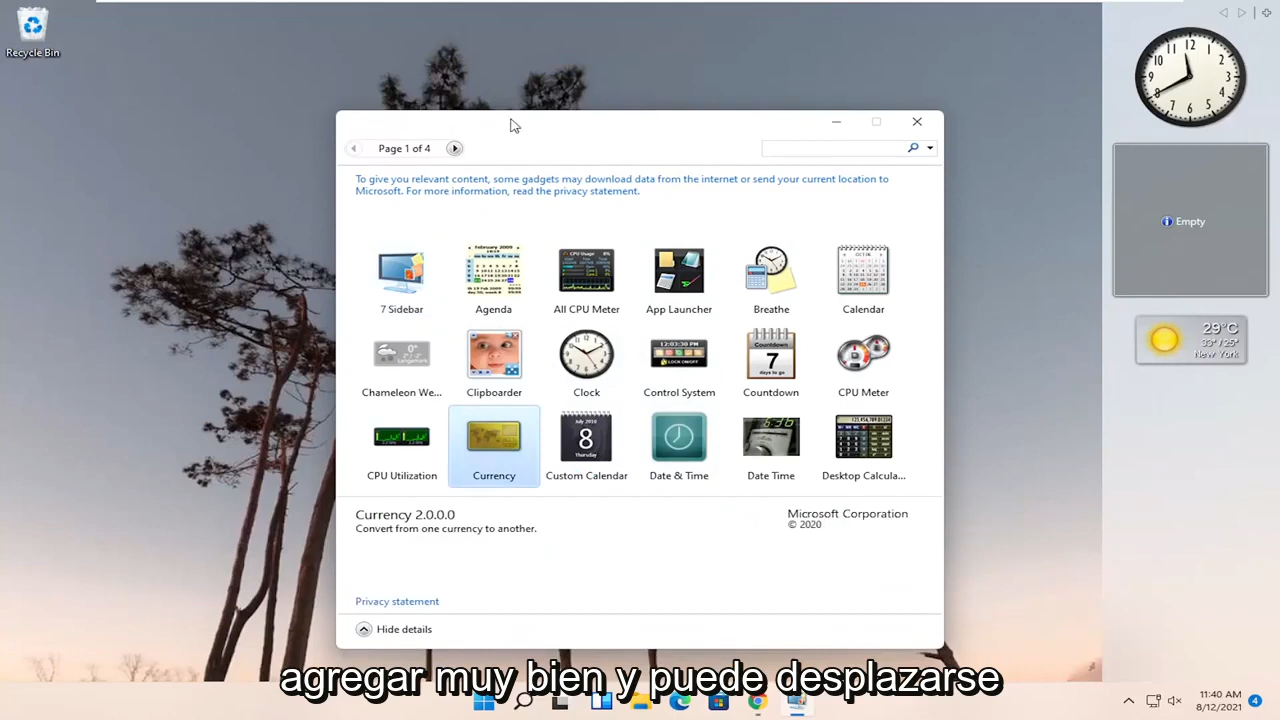 Recycle Bin
Page 1 of 4
To give you relevant content, some gadgets may download data from the internet or send your current location to
Microsoft. For more information, read the privacy statement.
7 Sidebar
Agenda
All CPU Meter
App Launcher
Breathe
Calendar
Chameleon We...
Clipboarder
Clock
Control System
Countdown
CPU Meter
CPU Utilization
Currency
Custom Calendar
Date & Time
Date Time
Desktop Calcula...
Currency 2.0.0.0
Convert from one currency to another.
Microsoft Corporation
© 2020
Privacy statement
Hide details
Empty
29°C
33° / 25°
New York
agregar muy bien y puede desplazarse
11:40 AM
8/12/2021
4